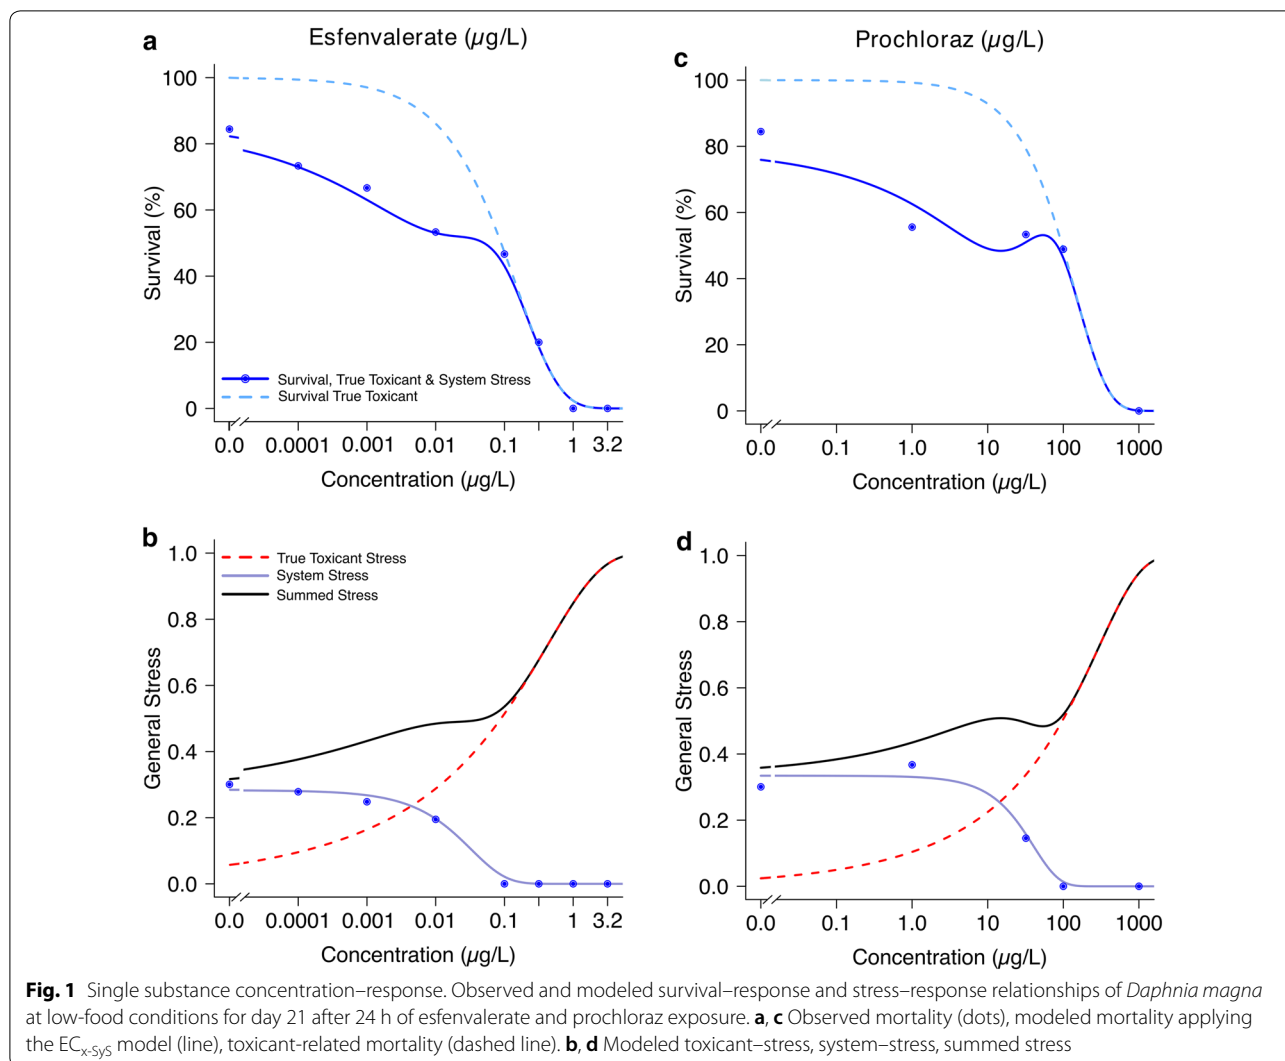 a
Esfenvalerate (µg/L)
Survival (%)
100
80
60
40
20
0
Survival, True Toxicant & System Stress
Survival True Toxicant
0.0 0.0001 0.001 0.01 0.1 1 3.2
Concentration (µg/L)
c
Prochloraz (µg/L)
Survival (%)
100
80
60
40
20
0
0.0 0.1 1.0 10 100 1000
Concentration (µg/L)
b
General Stress
1.0
0.8
0.6
0.4
0.2
0.0
True Toxicant Stress
System Stress
Summed Stress
0.0 0.0001 0.001 0.01 0.1 1 3.2
Concentration (µg/L)
d
General Stress
1.0
0.8
0.6
0.4
0.2
0.0
0.0 0.1 1.0 10 100 1000
Concentration (µg/L)
Fig. 1 Single substance concentration–response. Observed and modeled survival–response and stress–response relationships of Daphnia magna
at low-food conditions for day 21 after 24 h of esfenvalerate and prochloraz exposure. a, c Observed mortality (dots), modeled mortality applying
the ECx-SyS model (line), toxicant-related mortality (dashed line). b, d Modeled toxicant–stress, system–stress, summed stress